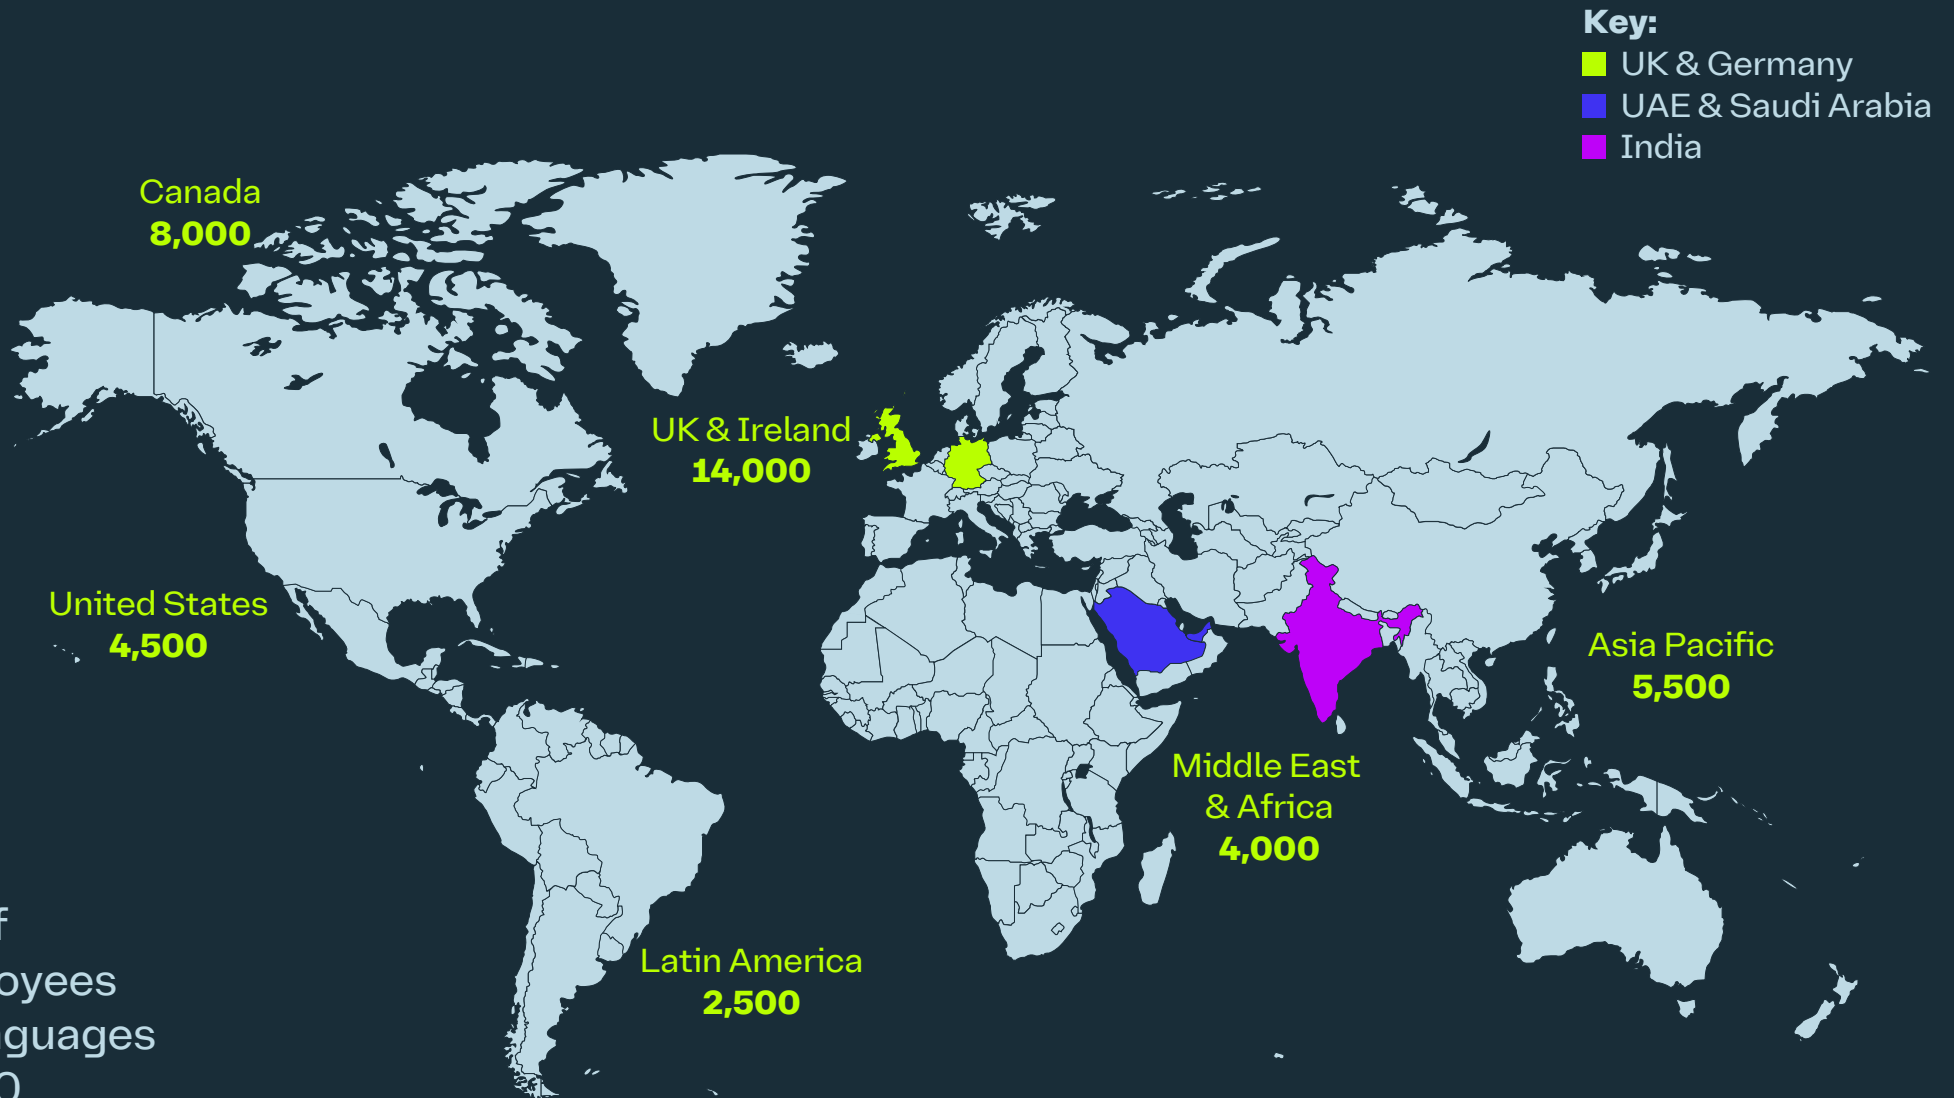 Key:
UK & Germany
UAE & Saudi Arabia
India
Canada
8,000
UK & Ireland
14,000
United States
4,500
Asia Pacific
5,500
Middle East
& Africa
4,000
Latin America
2,500